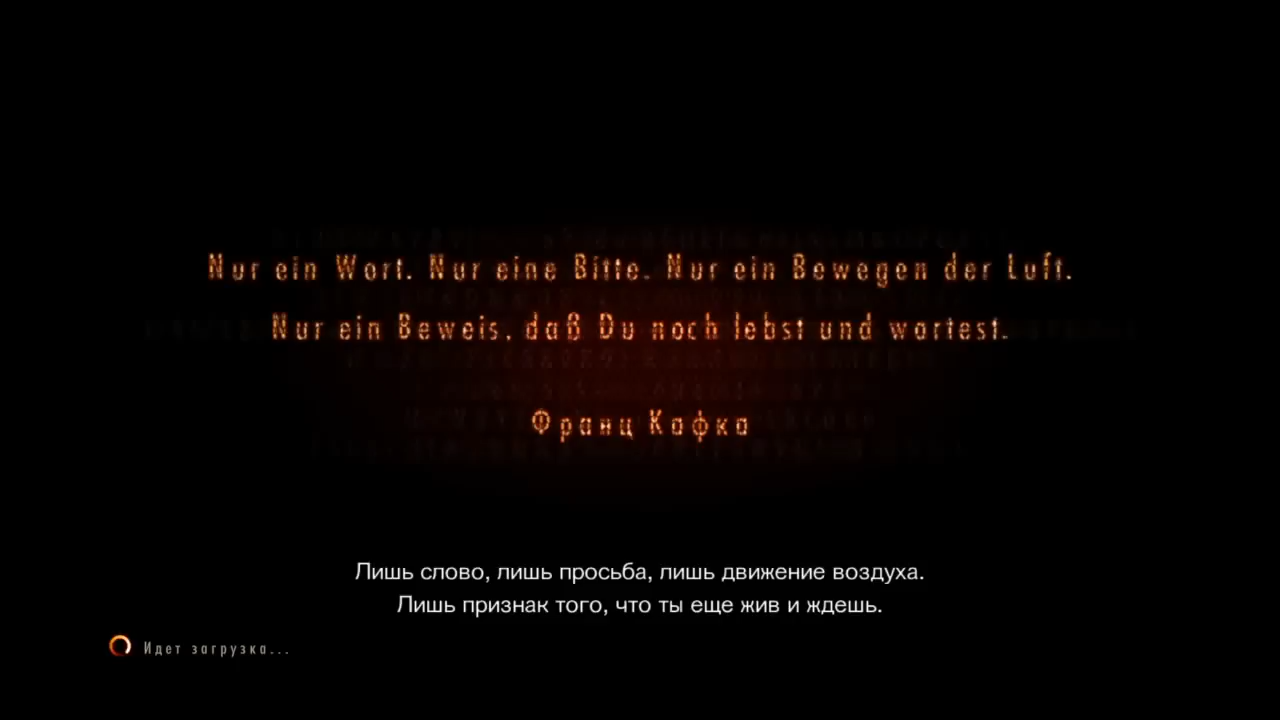 Nur ein Wort. Nur eine Bitte. Nur ein Bewegen der Luft.
Nur ein Beweis, daß Du noch lebst und wartest.
Франц Кафка
Лишь слово, лишь просьба, лишь движение воздуха.
Лишь признак того, что ты еще жив и ждешь.
Идет загрузка...